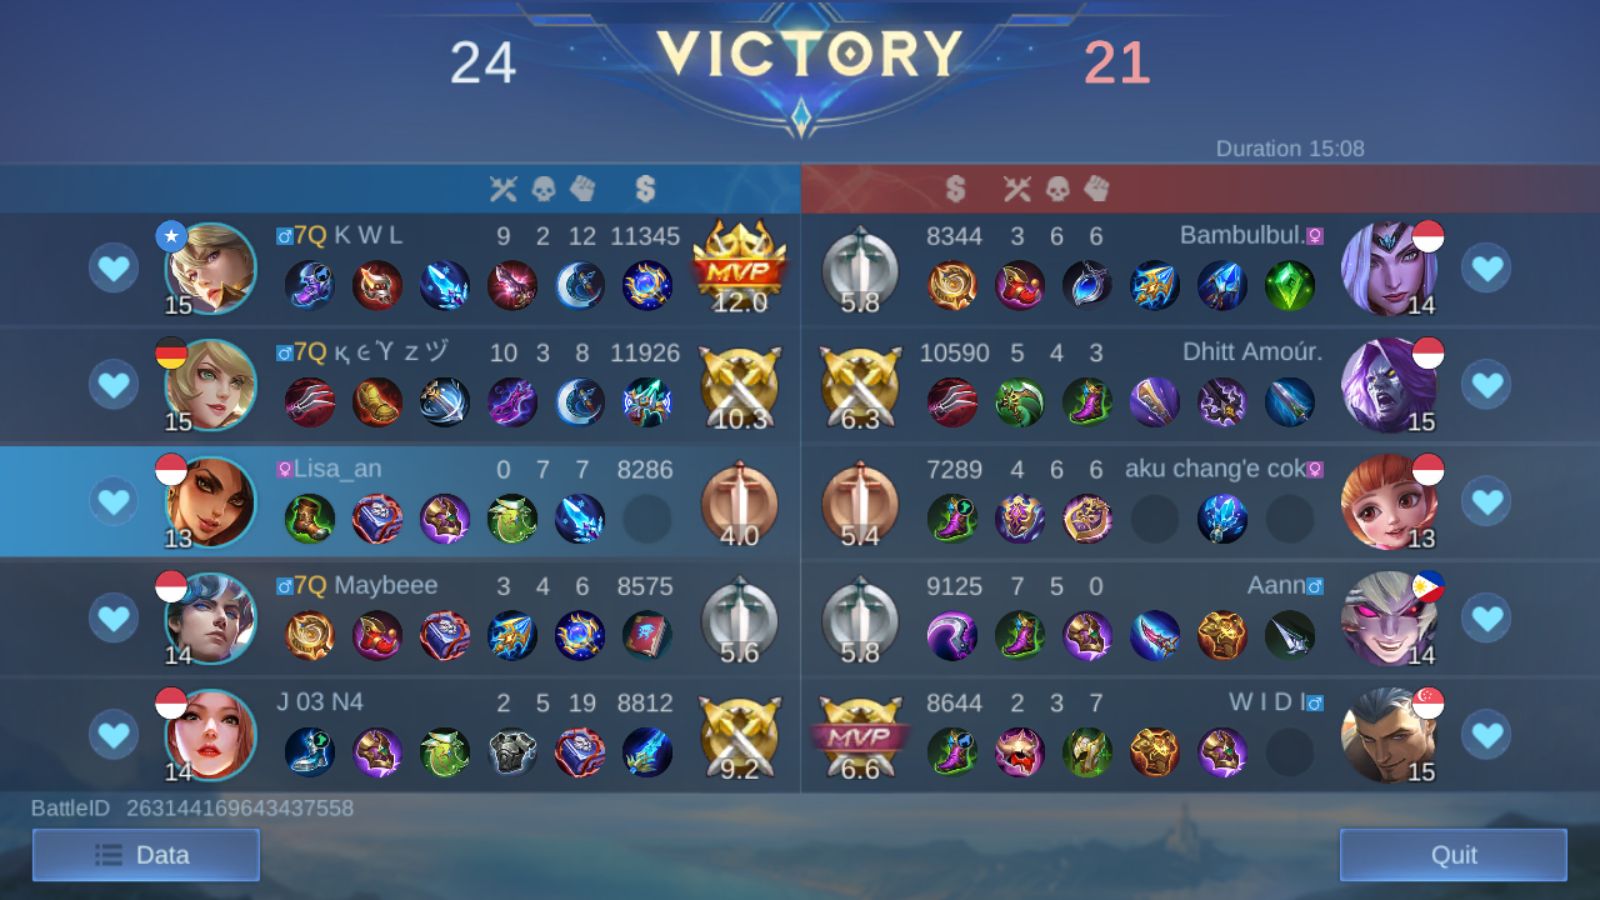 24 VICTORY 21
Duration 15:08
7Q K W L 9 2 12 11345 MVP 12.0 15
5.8 8344 3 6 6 Bambulbul. 14
10 3 8 11926 10.3 15
6.3 10590 5 4 3 Dhitt Amoúr. 15
Lisa_an 0 7 7 8286 4.0 13
5.4 7289 4 6 6 aku chang'e cok 13
7Q Maybeee 3 4 6 8575 5.6 14
5.8 9125 7 5 0 Aann 14
J 03 N4 2 5 19 8812 9.2 14
MVP 6.6 8644 2 3 7 W I D I 15
BattleID 263144169643437558
Data
Quit